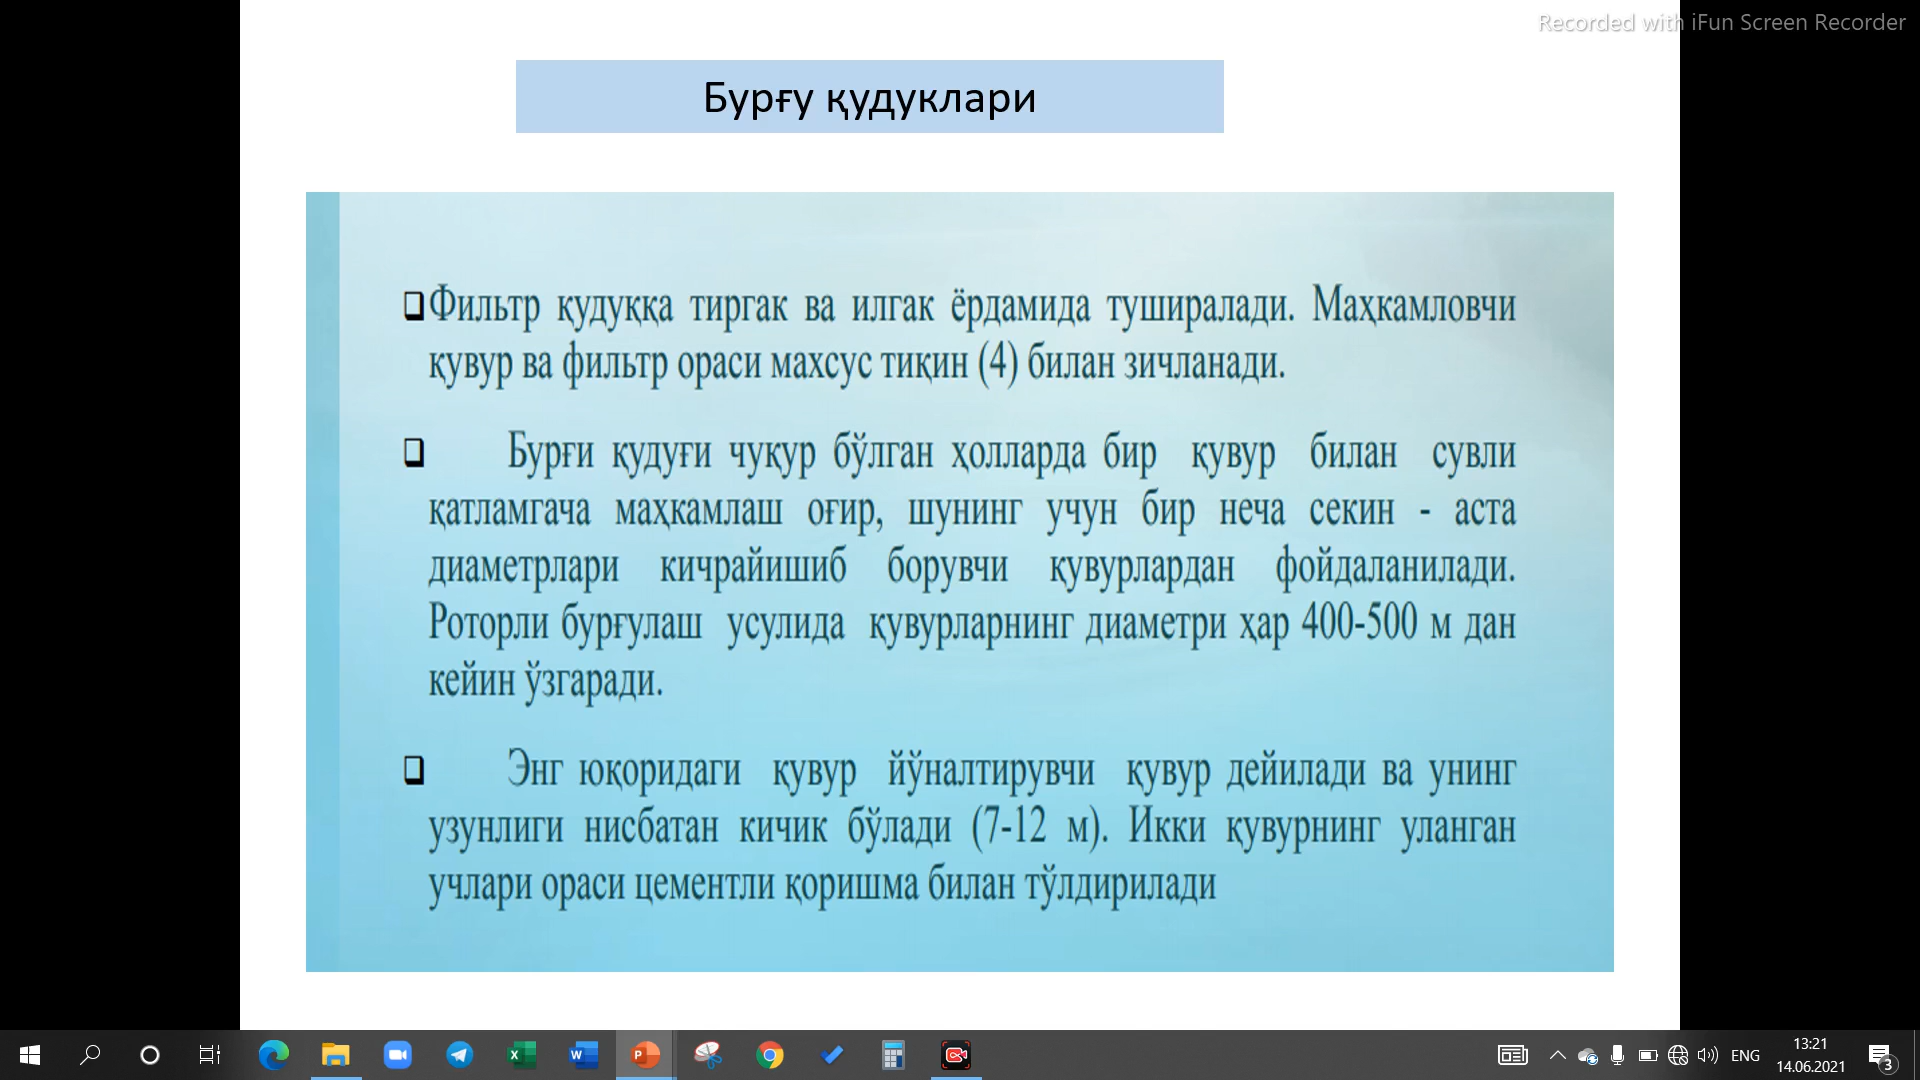 Recorded with iFun Screen Recorder
Бурғу қудуклари
❑Фильтр қудуққа тиргак ва илгак ёрдамида туширалади. Маҳкамловчи
қувур ва фильтр ораси махсус тиқин (4) билан зичланади.
❑ Бурғи қудуғи чуқур бўлган ҳолларда бир қувур билан сувли
қатламгача маҳкамлаш оғир, шунинг учун бир неча секин - аста
диаметрлари кичрайишиб борувчи қувурлардан фойдаланилади.
Роторли бурғулаш усулида қувурларнинг диаметри ҳар 400-500 м дан
кейин ўзгаради.
❑ Энг юқоридаги қувур йўналтирувчи қувур дейилади ва унинг
узунлиги нисбатан кичик бўлади (7-12 м). Икки қувурнинг уланган
учлари ораси цементли қоришма билан тўлдирилади
ENG
13:21
14.06.2021
3